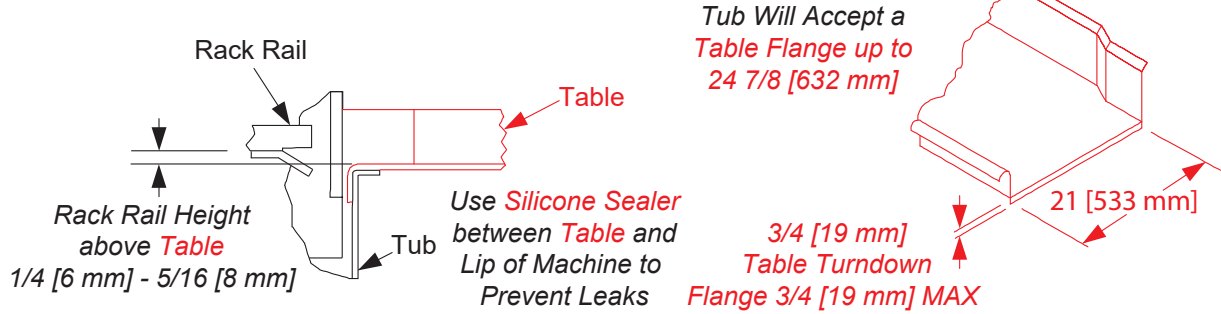 Rack Rail
Table
Rack Rail Height
above Table
1/4 [6 mm] - 5/16 [8 mm]
Tub
Use Silicone Sealer
between Table and
Lip of Machine to
Prevent Leaks
Tub Will Accept a
Table Flange up to
24 7/8 [632 mm]
21 [533 mm]
3/4 [19 mm]
Table Turndown
Flange 3/4 [19 mm] MAX